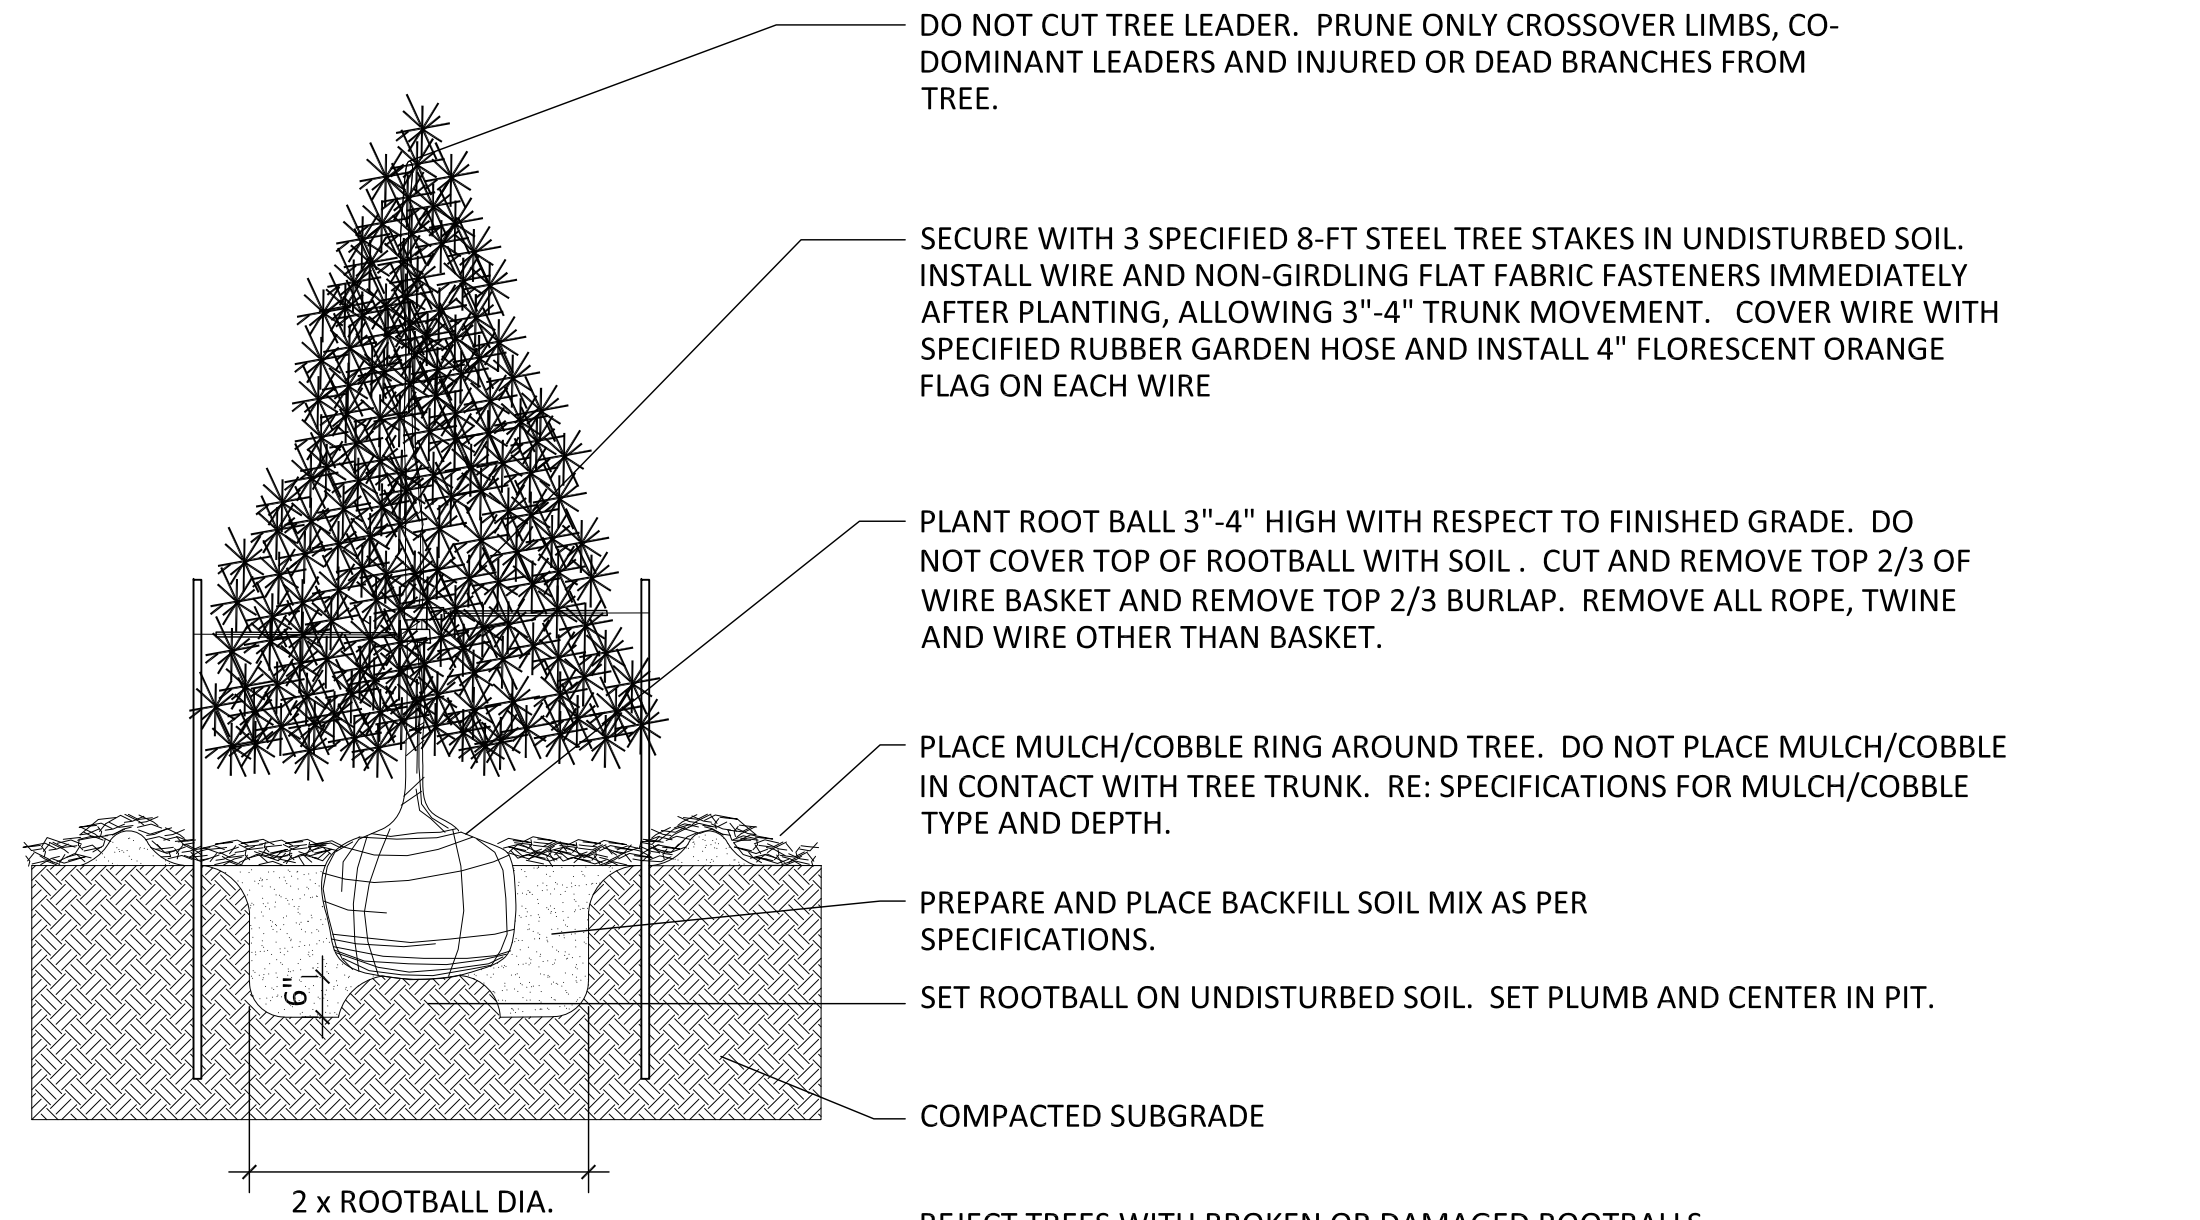 DO NOT CUT TREE LEADER.  PRUNE ONLY CROSSOVER LIMBS, CO-
DOMINANT LEADERS AND INJURED OR DEAD BRANCHES FROM
TREE.
SECURE WITH 3 SPECIFIED 8-FT STEEL TREE STAKES IN UNDISTURBED SOIL.
INSTALL WIRE AND NON-GIRDLING FLAT FABRIC FASTENERS IMMEDIATELY
AFTER PLANTING, ALLOWING 3"-4" TRUNK MOVEMENT.   COVER WIRE WITH
SPECIFIED RUBBER GARDEN HOSE AND INSTALL 4" FLORESCENT ORANGE
FLAG ON EACH WIRE
PLANT ROOT BALL 3"-4" HIGH WITH RESPECT TO FINISHED GRADE.  DO
NOT COVER TOP OF ROOTBALL WITH SOIL .  CUT AND REMOVE TOP 2/3 OF
WIRE BASKET AND REMOVE TOP 2/3 BURLAP.  REMOVE ALL ROPE, TWINE
AND WIRE OTHER THAN BASKET.
PLACE MULCH/COBBLE RING AROUND TREE.  DO NOT PLACE MULCH/COBBLE
IN CONTACT WITH TREE TRUNK.  RE: SPECIFICATIONS FOR MULCH/COBBLE
TYPE AND DEPTH.
PREPARE AND PLACE BACKFILL SOIL MIX AS PER
SPECIFICATIONS.
6"
SET ROOTBALL ON UNDISTURBED SOIL.  SET PLUMB AND CENTER IN PIT.
COMPACTED SUBGRADE
2 x ROOTBALL DIA.
REJECT TREES WITH BROKEN OR DAMAGED ROOTBALLS